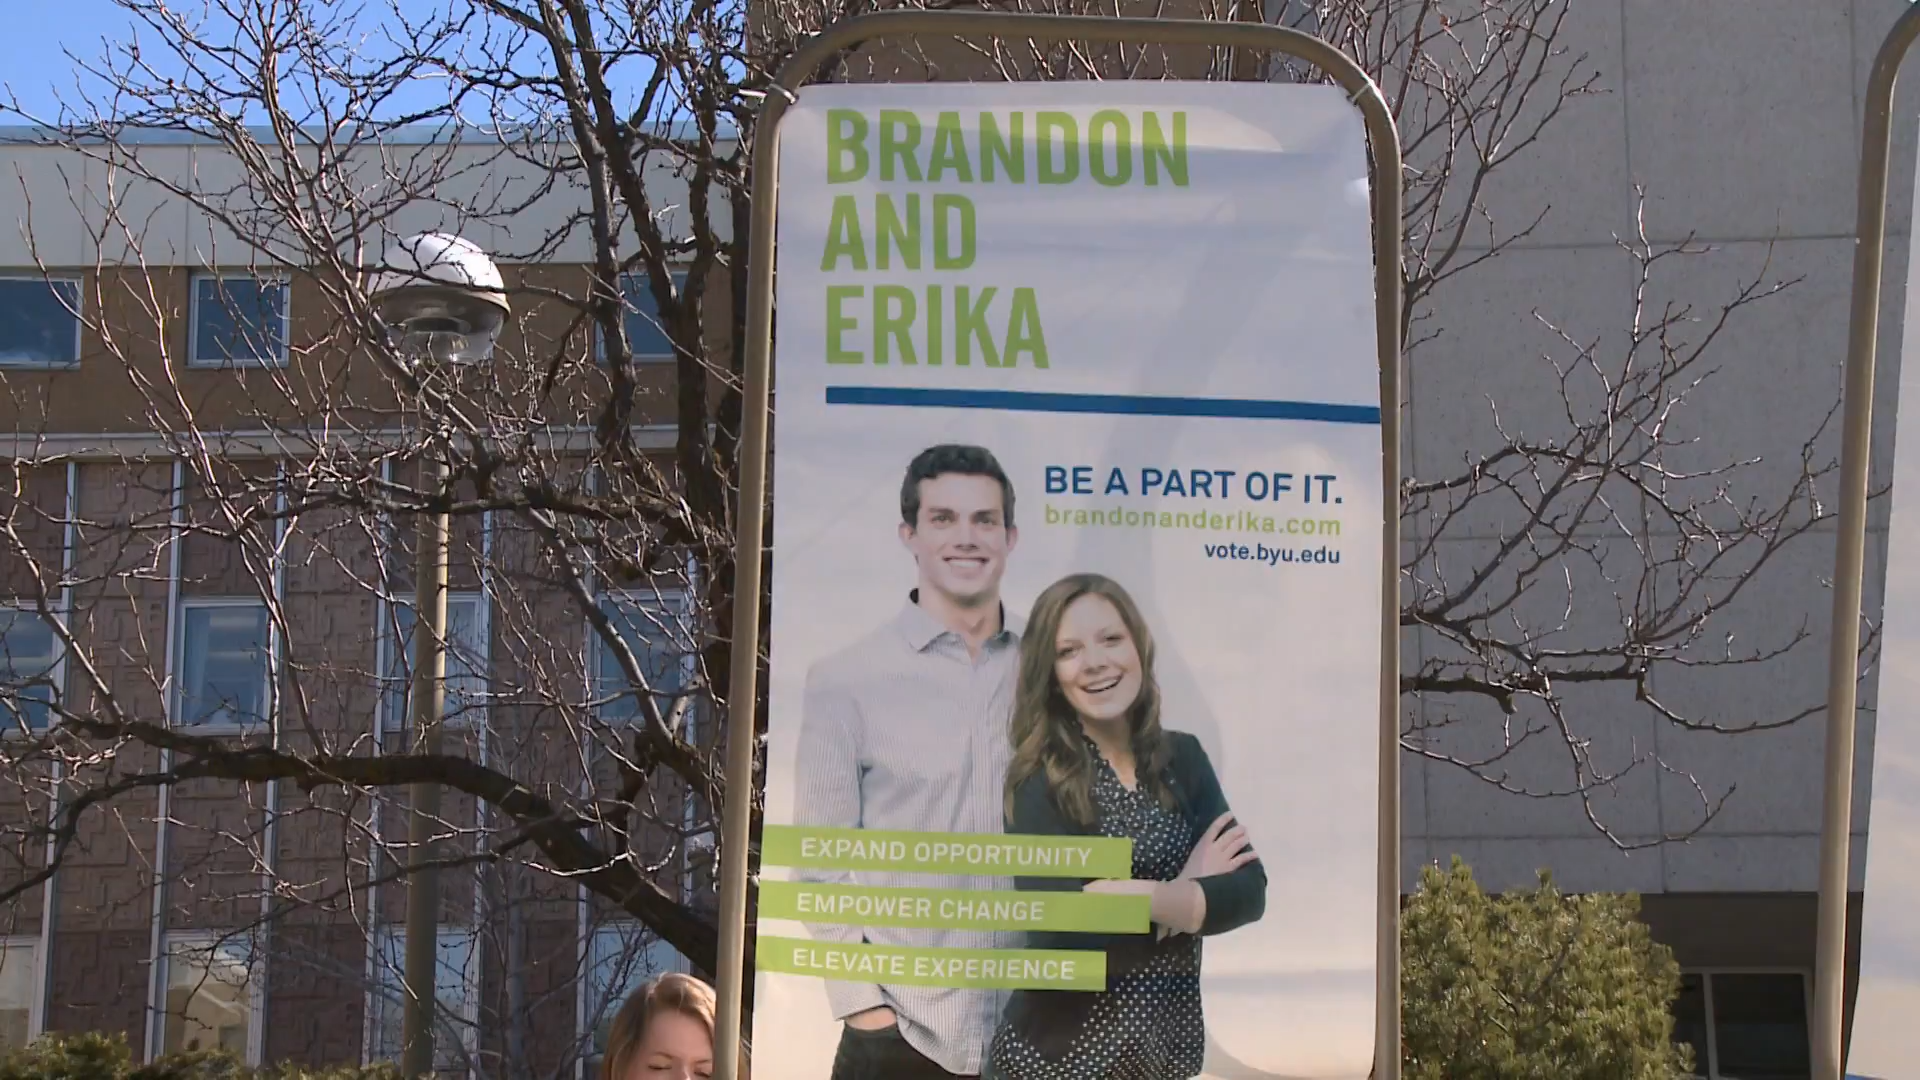 BRANDON
AND
ERIKA
BE A PART OF IT.
brandonanderika.com
vote.byu.edu
EXPAND OPPORTUNITY
EMPOWER CHANGE
ELEVATE EXPERIENCE